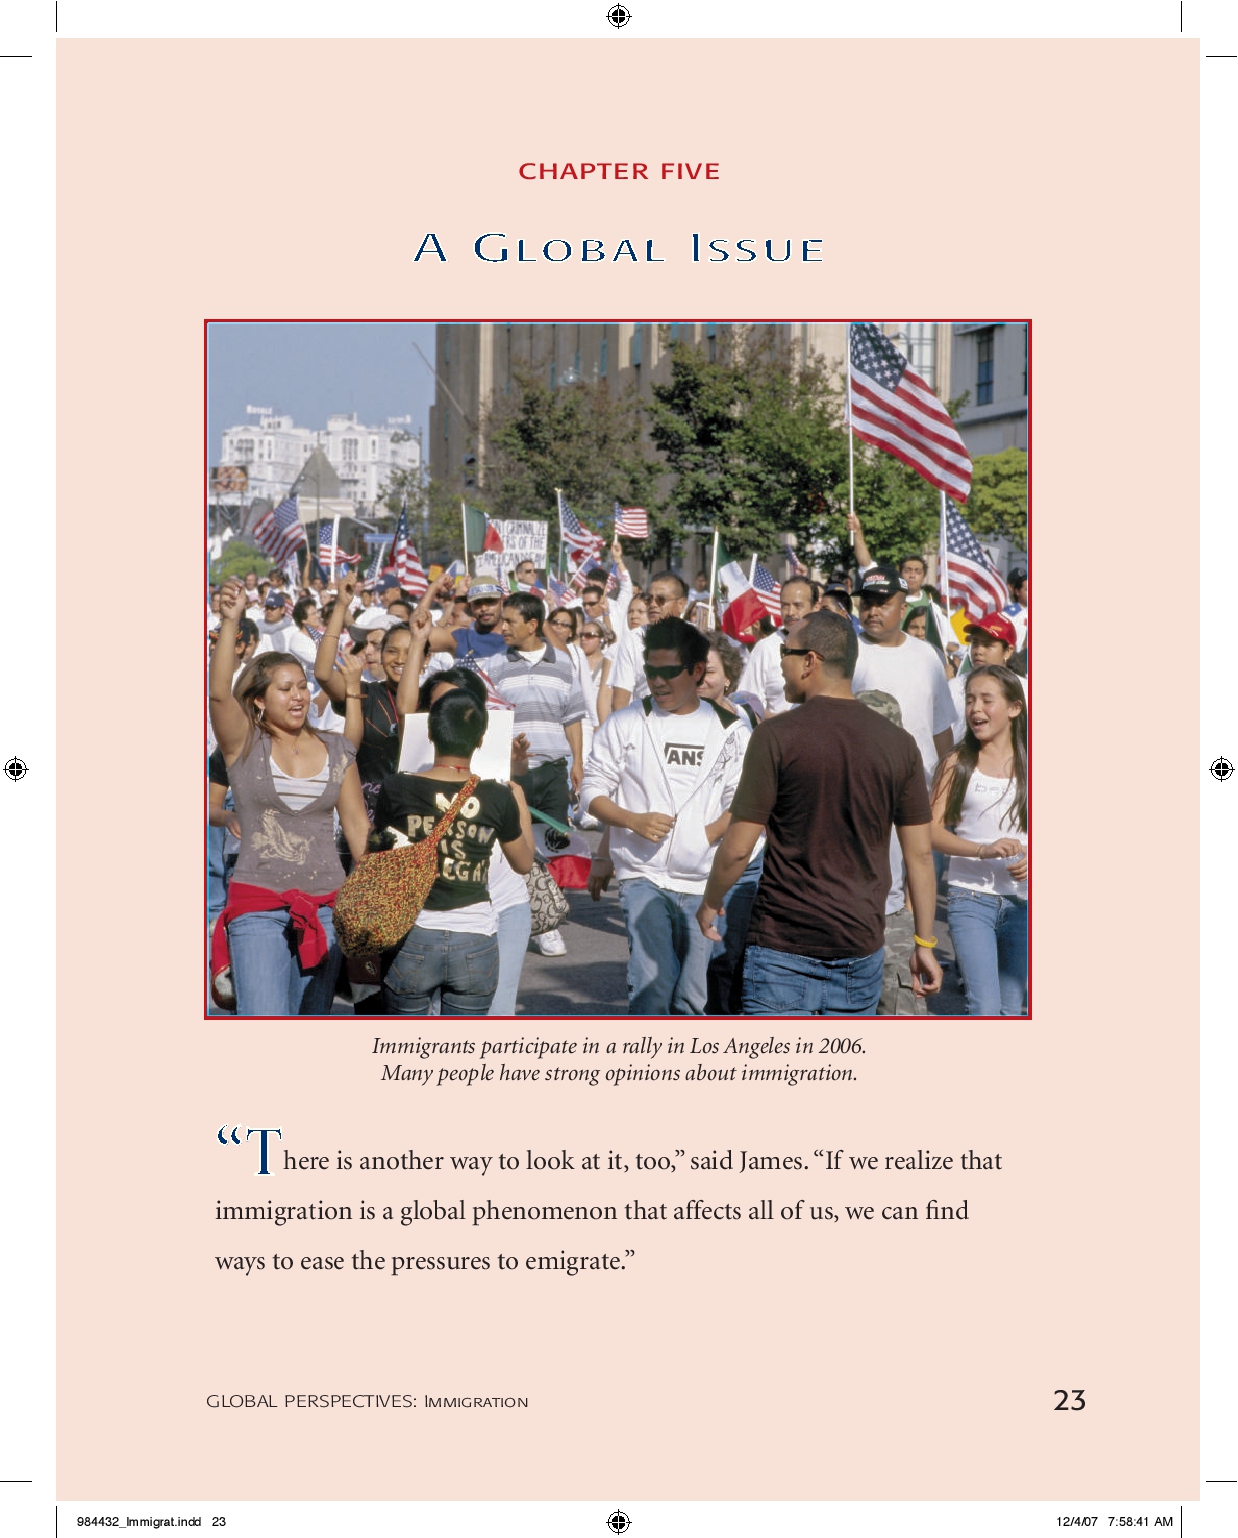 CHAPTER FIVE
A GLOBAL ISSUE
ANS
NO
PERSON
IS
LEGA
Immigrants participate in a rally in Los Angeles in 2006.
Many people have strong opinions about immigration.
“There is another way to look at it, too,” said James. “If we realize that
immigration is a global phenomenon that affects all of us, we can find
ways to ease the pressures to emigrate.”
GLOBAL PERSPECTIVES: IMMIGRATION
23
984432_Immigrat.indd 23
12/4/07 7:58:41 AM